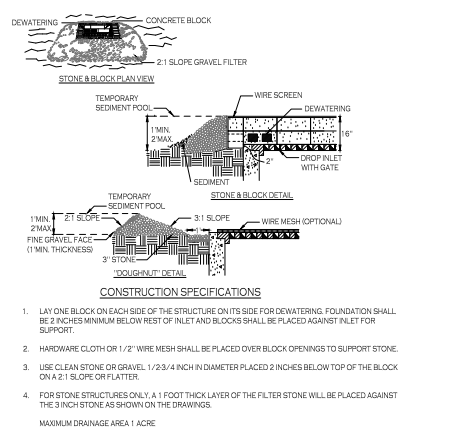 DEWATERING
CONCRETE BLOCK
2:1 SLOPE GRAVEL FILTER
STONE & BLOCK PLAN VIEW
TEMPORARY
SEDIMENT POOL
WIRE SCREEN
DEWATERING
1'MIN.
2'MAX.
16"
2"
DROP INLET
WITH GATE
SEDIMENT
STONE & BLOCK DETAIL
TEMPORARY
SEDIMENT POOL
1'MIN.
2'MAX.
2:1 SLOPE
3:1 SLOPE
WIRE MESH (OPTIONAL)
1'
FINE GRAVEL FACE
(1'MIN. THICKNESS)
3" STONE
"DOUGHNUT" DETAIL
CONSTRUCTION SPECIFICATIONS
1. LAY ONE BLOCK ON EACH SIDE OF THE STRUCTURE ON ITS SIDE FOR DEWATERING. FOUNDATION SHALL
BE 2 INCHES MINIMUM BELOW REST OF INLET AND BLOCKS SHALL BE PLACED AGAINST INLET FOR
SUPPORT.
2. HARDWARE CLOTH OR 1/2" WIRE MESH SHALL BE PLACED OVER BLOCK OPENINGS TO SUPPORT STONE.
3. USE CLEAN STONE OR GRAVEL 1/2-3/4 INCH IN DIAMETER PLACED 2 INCHES BELOW TOP OF THE BLOCK
ON A 2:1 SLOPE OR FLATTER.
4. FOR STONE STRUCTURES ONLY, A 1 FOOT THICK LAYER OF THE FILTER STONE WILL BE PLACED AGAINST
THE 3 INCH STONE AS SHOWN ON THE DRAWINGS.
MAXIMUM DRAINAGE AREA 1 ACRE